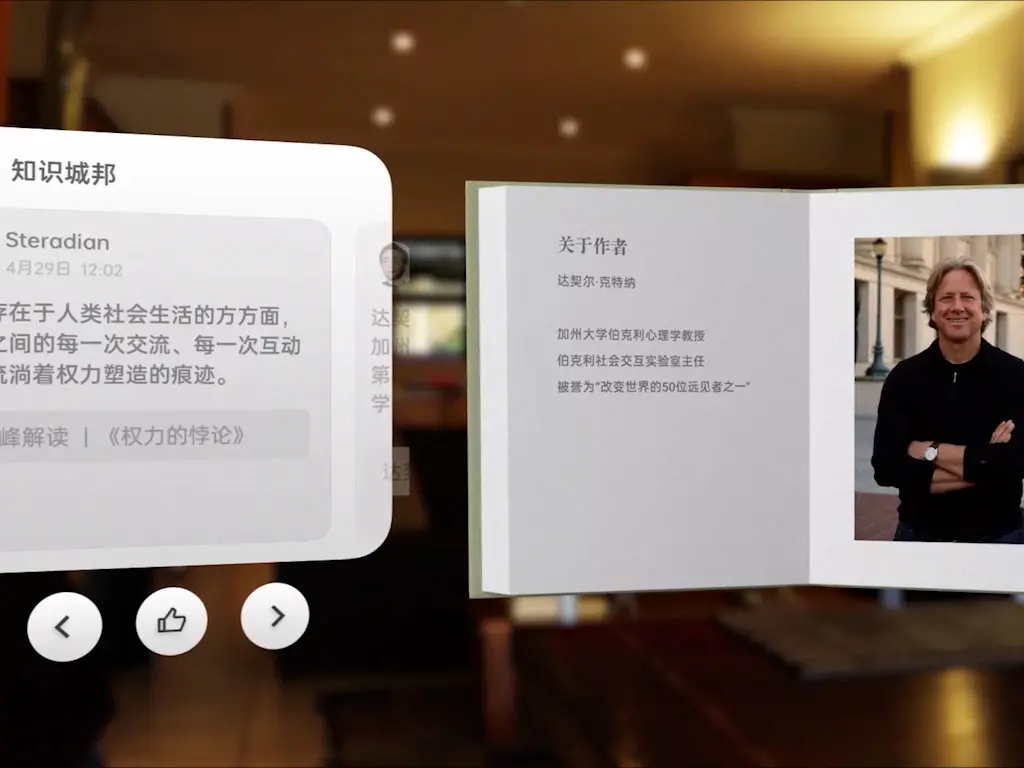 知识城邦
Steradian
4月29日 12:02
存在于人类社会生活的方方面,
之间的每一次交流、每一次互动
流淌着权力塑造的痕迹。
峰解读 | 《权力的悖论》
达契
加州
第
学
达契
关于作者
达契尔·克特纳
加州大学伯克利心理学教授
伯克利社会交互实验室主任
被誉为“改变世界的50位远见者之一”